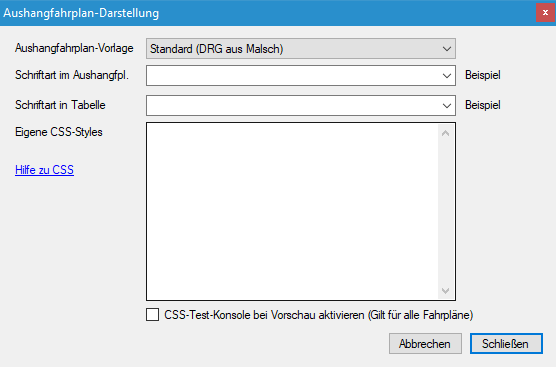 Aushangfahrplan-Darstellung
Aushangfahrplan-Vorlage Standard (DRG aus Malsch)
Schriftart im Aushangfpl. Beispiel
Schriftart in Tabelle Beispiel
Eigene CSS-Styles
Hilfe zu CSS
CSS-Test-Konsole bei Vorschau aktivieren (Gilt für alle Fahrpläne)
Abbrechen Schließen